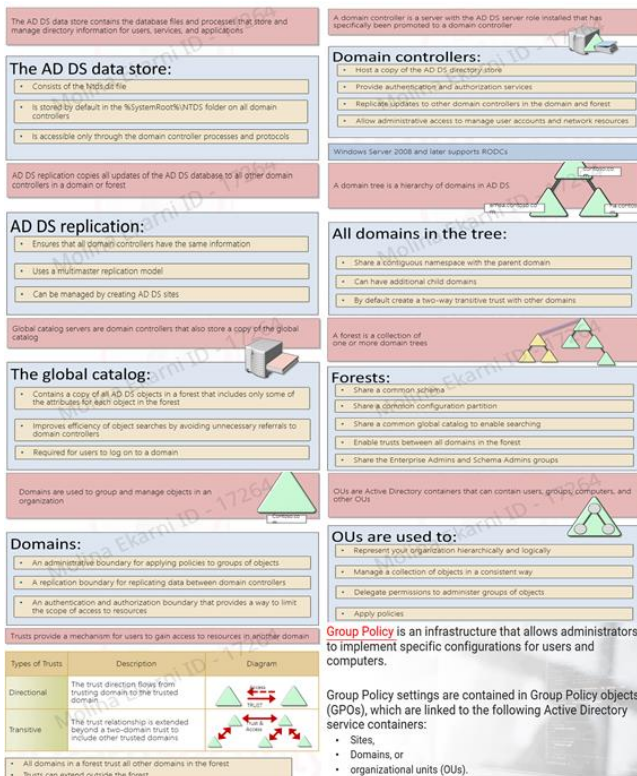 The AD DS data store contains the database files and processes that store and
manage directory information for users, services, and applications
The AD DS data store:
• Consists of the Ntds.dit file
• Is stored by default in the %SystemRoot%\NTDS folder on all domain
controllers
• Is accessible only through the domain controller processes and protocols
AD DS replication copies all updates of the AD DS database to all other domain
controllers in a domain or forest
AD DS replication:
• Ensures that all domain controllers have the same information
• Uses a multimaster replication model
• Can be managed by creating AD DS sites
Global catalog servers are domain controllers that also store a copy of the global
catalog
The global catalog:
• Contains a copy of all AD DS objects in a forest that includes only some of
the attributes for each object in the forest
• Improves efficiency of object searches by avoiding unnecessary referrals to
domain controllers
• Required for users to log on to a domain
Domains are used to group and manage objects in an
organization
Contoso.co
Domains:
• An administrative boundary for applying policies to groups of objects
• A replication boundary for replicating data between domain controllers
• An authentication and authorization boundary that provides a way to limit
the scope of access to resources
Trusts provide a mechanism for users to gain access to resources in another domain
Types of Trusts Description Diagram
Directional The trust direction flows from
trusting domain to the trusted
domain
Access
TRUST
Transitive The trust relationship is extended
beyond a two-domain trust to
include other trusted domains
Trust &
Access
• All domains in a forest trust all other domains in the forest
• Trusts can extend outside the forest
A domain controller is a server with the AD DS server role installed that has
specifically been promoted to a domain controller
Domain controllers:
• Host a copy of the AD DS directory store
• Provide authentication and authorization services
• Replicate updates to other domain controllers in the domain and forest
• Allow administrative access to manage user accounts and network resources
Windows Server 2008 and later supports RODCs
A domain tree is a hierarchy of domains in AD DS
All domains in the tree:
• Share a contiguous namespace with the parent domain
• Can have additional child domains
• By default create a two-way transitive trust with other domains
A forest is a collection of
one or more domain trees
Forests:
• Share a common schema
• Share a common configuration partition
• Share a common global catalog to enable searching
• Enable trusts between all domains in the forest
• Share the Enterprise Admins and Schema Admins groups
OUs are Active Directory containers that can contain users, groups, computers, and
other OUs
OUs are used to:
• Represent your organization hierarchically and logically
• Manage a collection of objects in a consistent way
• Delegate permissions to administer groups of objects
• Apply policies
Group Policy is an infrastructure that allows administrators
to implement specific configurations for users and
computers.
Group Policy settings are contained in Group Policy objects
(GPOs), which are linked to the following Active Directory
service containers:
• Sites,
• Domains, or
• organizational units (OUs).
Molina Ekarni ID - 17264